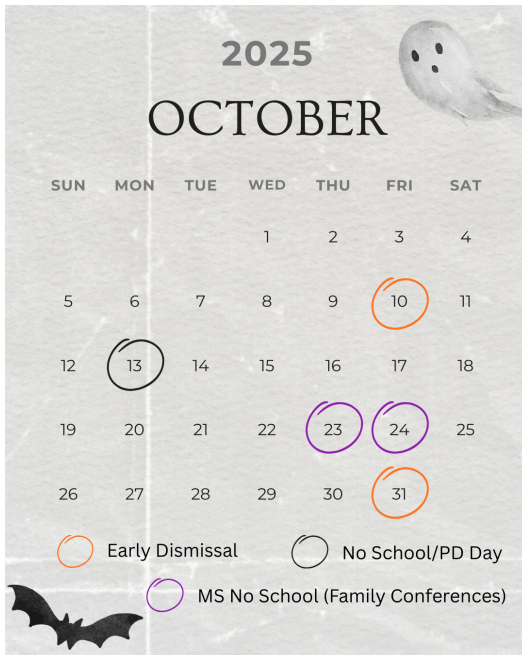 2025
OCTOBER
SUN MON TUE WED THU FRI SAT
1 2 3 4
5 6 7 8 9 10 11
12 13 14 15 16 17 18
19 20 21 22 23 24 25
26 27 28 29 30 31
Early Dismissal No School/PD Day
MS No School (Family Conferences)